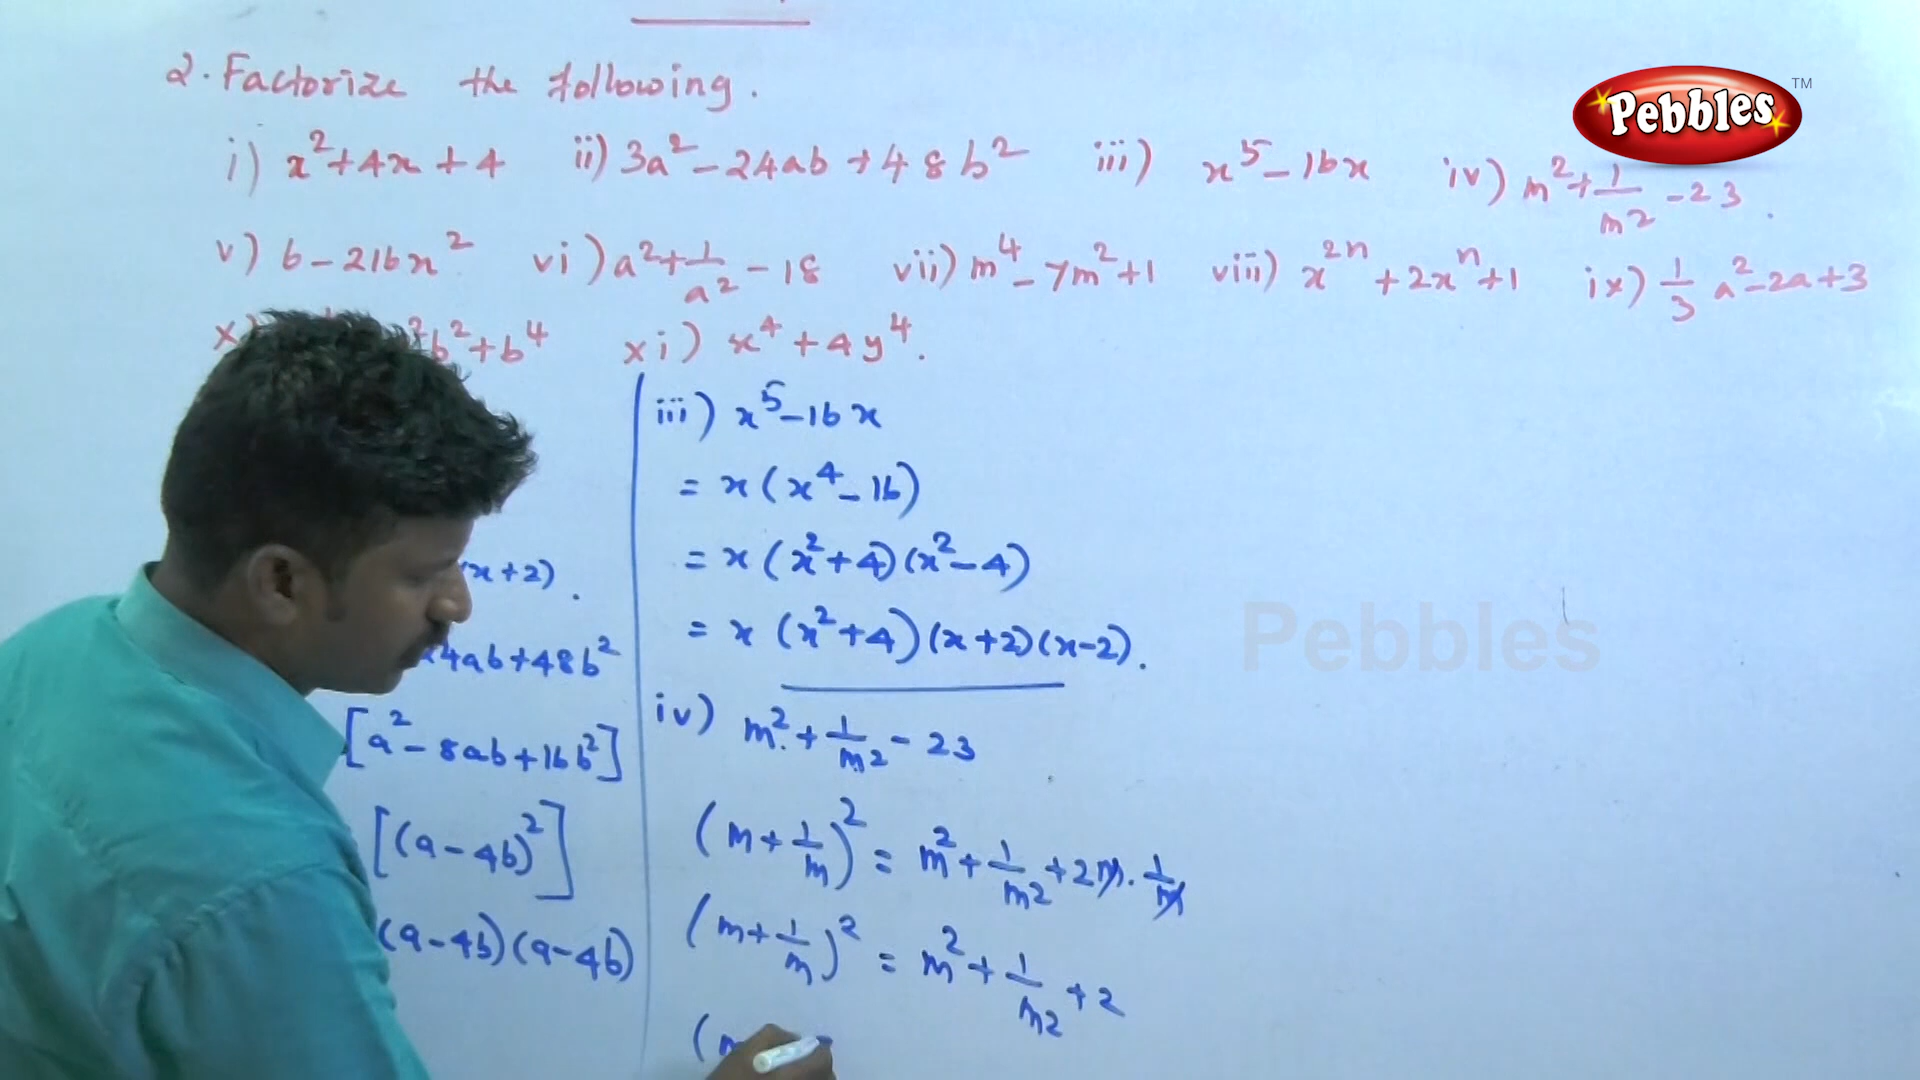 2. Factorize the following.
i) x²+4x+4 ii) 3a²-24ab+48b² iii) x⁵-16x iv) m²+1/m²-23.
v) 6-216x² vi) a²+1/a²-18 vii) m⁴-7m²+1 viii) x²ⁿ+2xⁿ+1 ix) 1/3 a²-2a+3
b²+b⁴ xi) x⁴+4y⁴.
(x+2).
24ab+48b²
[a²-8ab+16b²]
[(a-4b)²]
(a-4b)(a-4b)
iii) x⁵-16x
= x(x⁴-16)
= x(x²+4)(x²-4)
= x(x²+4)(x+2)(x-2).
iv) m²+1/m²-23
(m+1/m)² = m²+1/m²+2m.1/m
(m+1/m)² = m²+1/m²+2
(m
Pebbles™
Pebbles